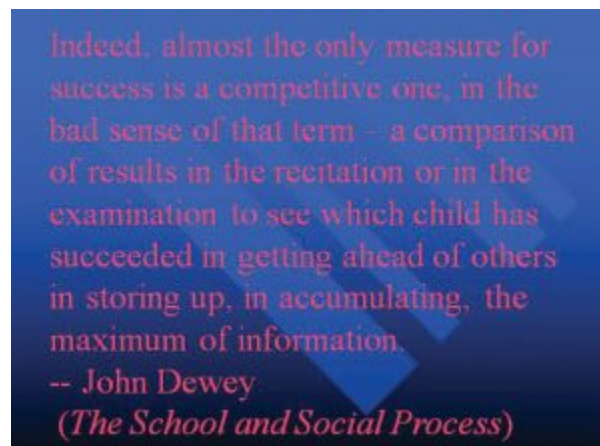 Indeed, almost the only measure for
success is a competitive one, in the
bad sense of that term – a comparison
of results in the recitation or in the
examination to see which child has
succeeded in getting ahead of others
in storing up, in accumulating, the
maximum of information.
-- John Dewey
(The School and Social Process)